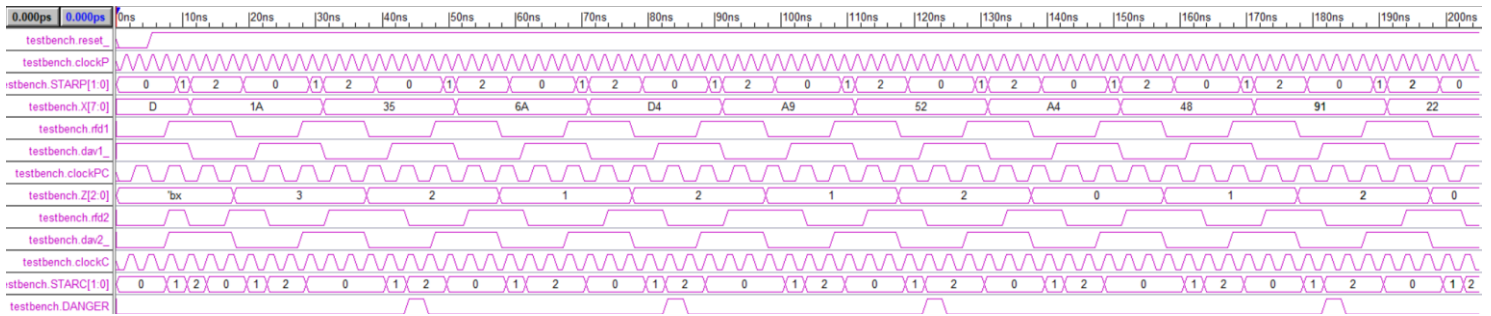 0.000ps 0.000ps 0ns 10ns 20ns 30ns 40ns 50ns 60ns 70ns 80ns 90ns 100ns 110ns 120ns 130ns 140ns 150ns 160ns 170ns 180ns 190ns 200ns
testbench.reset_
testbench.clockP
estbench.STARP[1:0] 0 1 2 0 1 2 0 1 2 0 1 2 0 1 2 0 1 2 0 1 2 0 1 2 0 1 2 0 1 2 0
testbench.X[7:0] D 1A 35 6A D4 A9 52 A4 48 91 22
testbench.rfd1
testbench.dav1_
testbench.clockPC
testbench.Z[2:0] 'bx 3 2 1 2 1 2 0 1 2 0
testbench.rfd2
testbench.dav2_
testbench.clockC
stbench.STARC[1:0] 0 1 2 0 1 2 0 1 2 0 1 2 0 1 2 0 1 2 0 1 2 0 1 2 0 1 2 0 1 2 0 1 2
testbench.DANGER